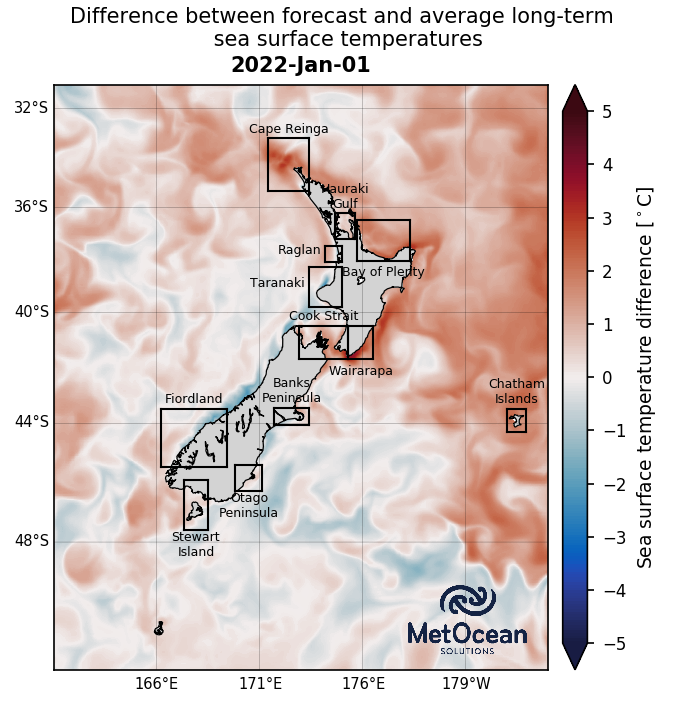 Difference between forecast and average long-term
sea surface temperatures
2022-Jan-01
32°S
36°S
40°S
44°S
48°S
Cape Reinga
Hauraki
Gulf
Raglan
Bay of Plenty
Taranaki
Cook Strait
Wairarapa
Banks
Peninsula
Fiordland
Chatham
Islands
Otago
Peninsula
Stewart
Island
MetOcean
SOLUTIONS
166°E
171°E
176°E
179°W
5
4
3
2
1
0
−1
−2
−3
−4
−5
Sea surface temperature difference [°C]